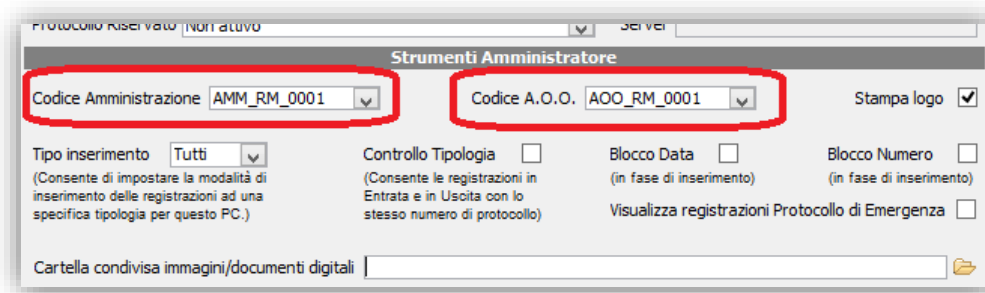 Protocollo Riservato Non attivo Server
Strumenti Amministratore
Codice Amministrazione AMM_RM_0001 Codice A.O.O. AOO_RM_0001 Stampa logo
Tipo inserimento Tutti Controllo Tipologia Blocco Data Blocco Numero
(Consente di impostare la modalità di (Consente le registrazioni in (in fase di inserimento) (in fase di inserimento)
inserimento delle registrazioni ad una Entrata e in Uscita con lo
specifica tipologia per questo PC.) stesso numero di protocollo) Visualizza registrazioni Protocollo di Emergenza
Cartella condivisa immagini/documenti digitali